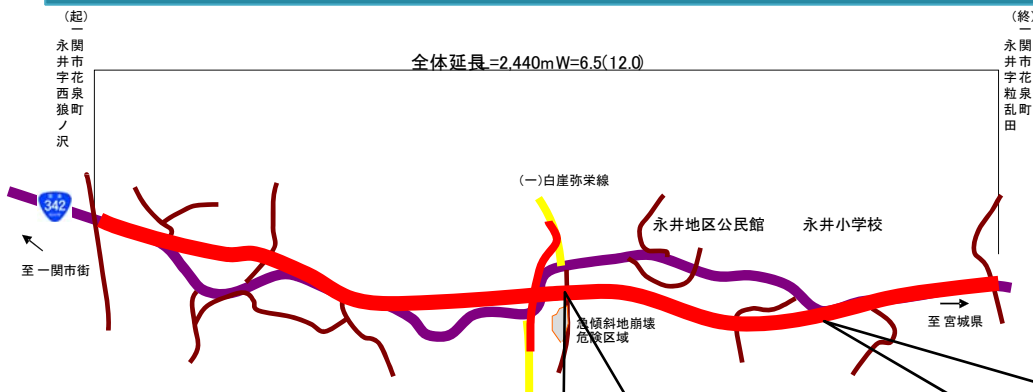 (起)
一関市花泉町
永井字西狼ノ沢
(終)
一関市花泉町
永井字粒乱田
全体延長L=2,440m W=6.5(12.0)
(一)白崖弥栄線
342
永井地区公民館
永井小学校
至 一関市街
急傾斜地崩壊
危険区域
至 宮城県